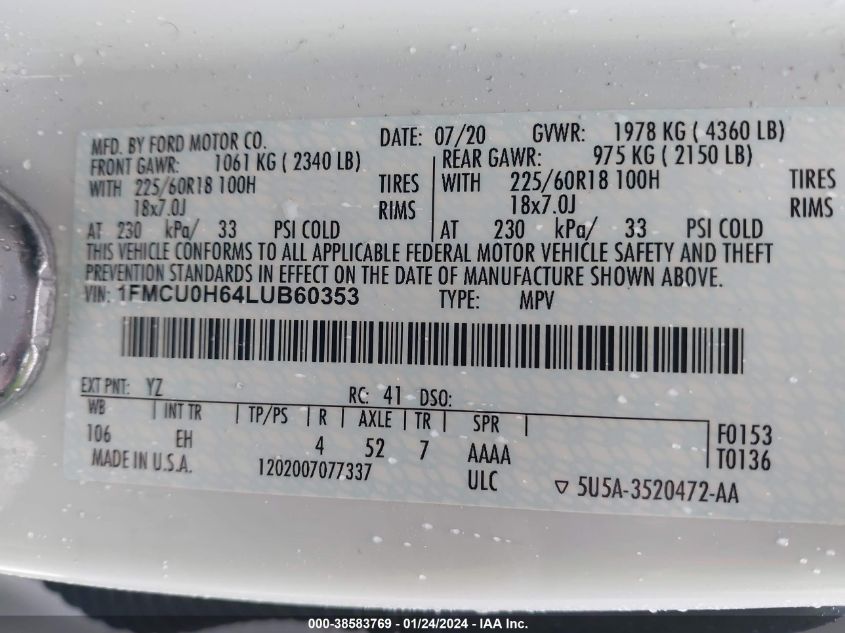 MFD. BY FORD MOTOR CO. DATE: 07/20 GVWR: 1978 KG ( 4360 LB)
FRONT GAWR: 1061 KG ( 2340 LB) REAR GAWR: 975 KG ( 2150 LB)
WITH 225/60R18 100H TIRES WITH 225/60R18 100H TIRES
18x7.0J RIMS 18x7.0J RIMS
AT 230 kPa/ 33 PSI COLD AT 230 kPa/ 33 PSI COLD
THIS VEHICLE CONFORMS TO ALL APPLICABLE FEDERAL MOTOR VEHICLE SAFETY AND THEFT
PREVENTION STANDARDS IN EFFECT ON THE DATE OF MANUFACTURE SHOWN ABOVE.
VIN: 1FMCU0H64LUB60353 TYPE: MPV
EXT PNT: YZ RC: 41 DSO:
WB INT TR TP/PS R AXLE TR SPR F0153
106 EH 4 52 7 AAAA T0136
MADE IN U.S.A. 1202007077337 ULC ▽ 5U5A-3520472-AA
000-38583769 - 01/24/2024 - IAA Inc.